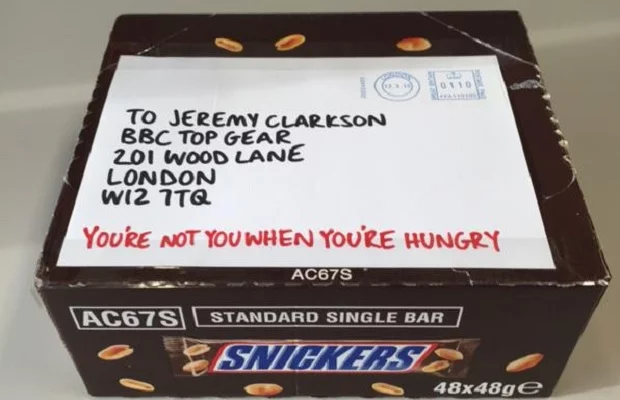 0110
TO JEREMY CLARKSON
BBC TOP GEAR
201 WOOD LANE
LONDON
W12 7TQ
YOU'RE NOT YOU WHEN YOU'RE HUNGRY
AC67S
AC67S STANDARD SINGLE BAR
SNICKERS
48x48g℮